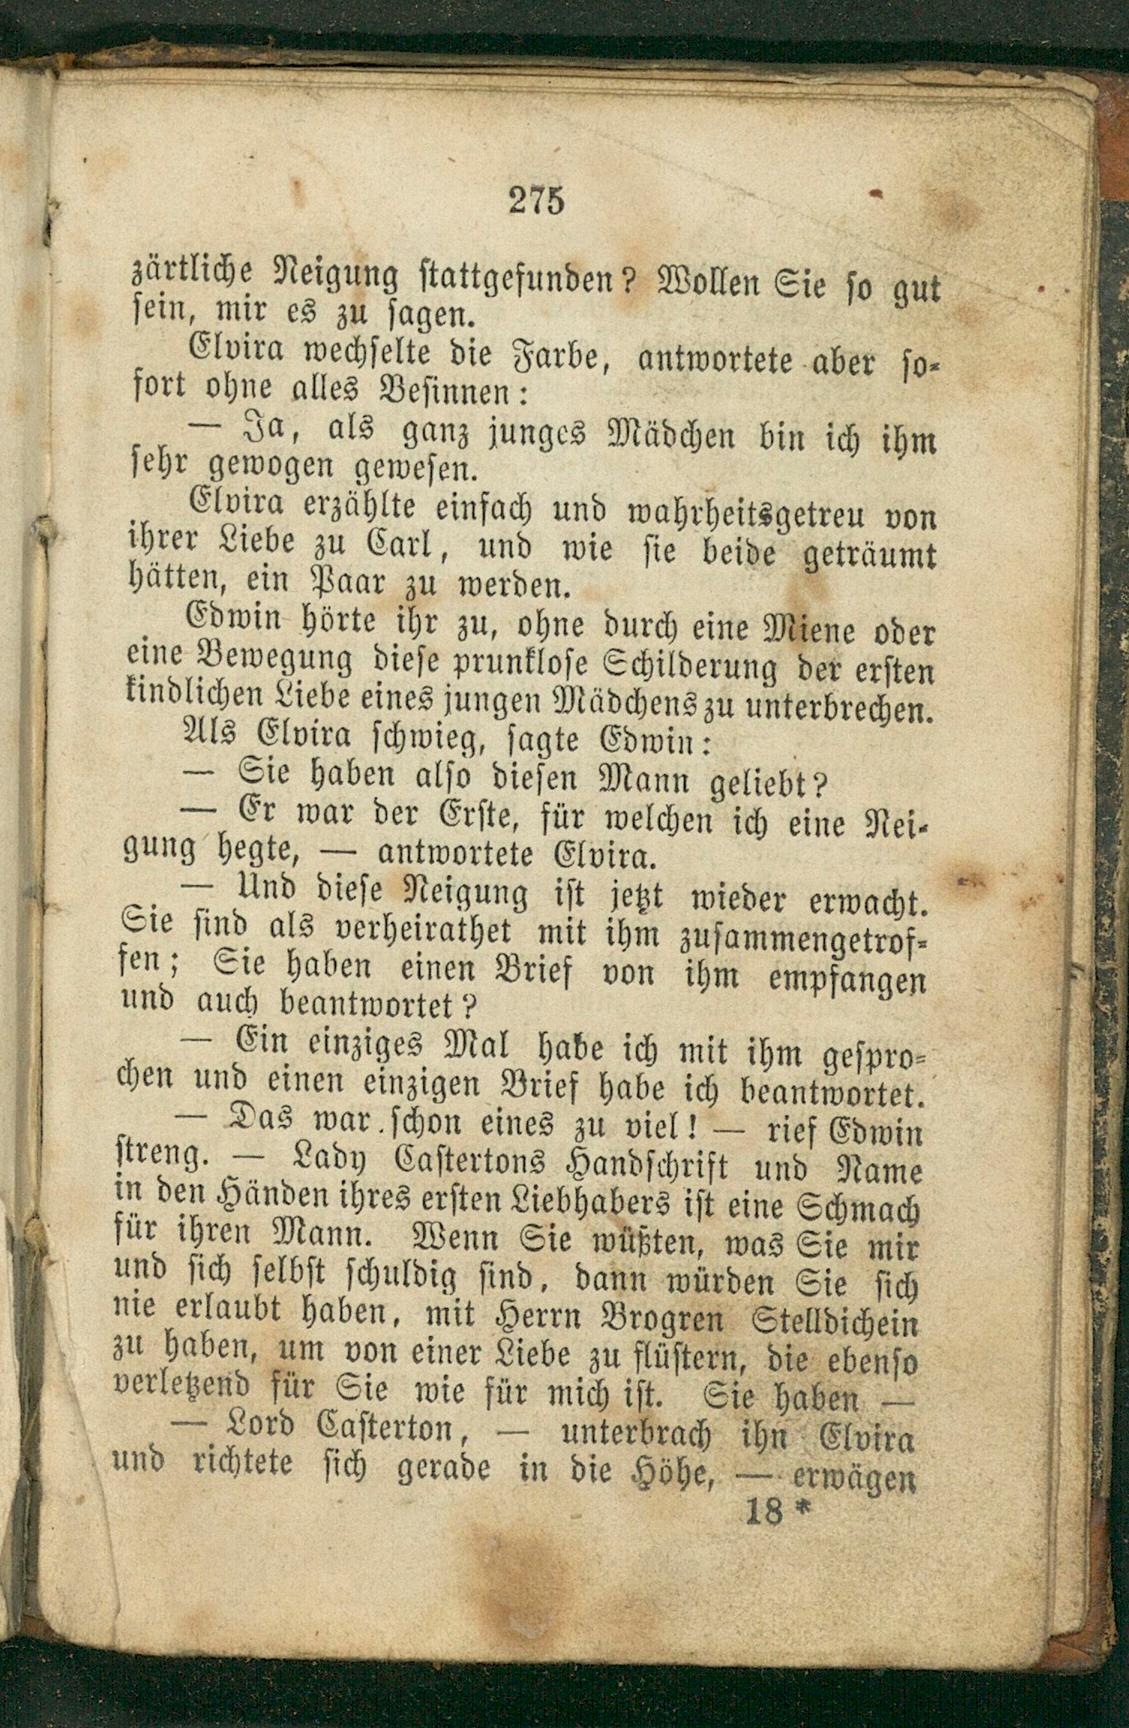 275
zärtliche Neigung stattgefunden? Wollen Sie so gut
sein, mir es zu sagen.
Elvira wechselte die Farbe, antwortete aber so-
fort ohne alles Besinnen:
— Ja, als ganz junges Mädchen bin ich ihm
sehr gewogen gewesen.
Elvira erzählte einfach und wahrheitsgetreu von
ihrer Liebe zu Carl, und wie sie beide geträumt
hätten, ein Paar zu werden.
Edwin hörte ihr zu, ohne durch eine Miene oder
eine Bewegung diese prunklose Schilderung der ersten
kindlichen Liebe eines jungen Mädchens zu unterbrechen.
Als Elvira schwieg, sagte Edwin:
— Sie haben also diesen Mann geliebt?
— Er war der Erste, für welchen ich eine Nei-
gung hegte, — antwortete Elvira.
— Und diese Neigung ist jetzt wieder erwacht.
Sie sind als verheirathet mit ihm zusammengetrof-
fen; Sie haben einen Brief von ihm empfangen
und auch beantwortet?
— Ein einziges Mal habe ich mit ihm gespro-
chen und einen einzigen Brief habe ich beantwortet.
— Das war schon eines zu viel! — rief Edwin
streng. — Lady Castertons Handschrift und Name
in den Händen ihres ersten Liebhabers ist eine Schmach
für ihren Mann. Wenn Sie wüßten, was Sie mir
und sich selbst schuldig sind, dann würden Sie sich
nie erlaubt haben, mit Herrn Brogren Stelldichein
zu haben, um von einer Liebe zu flüstern, die ebenso
verletzend für Sie wie für mich ist. Sie haben —
— Lord Casterton, — unterbrach ihn Elvira
und richtete sich gerade in die Höhe, — erwägen
18*